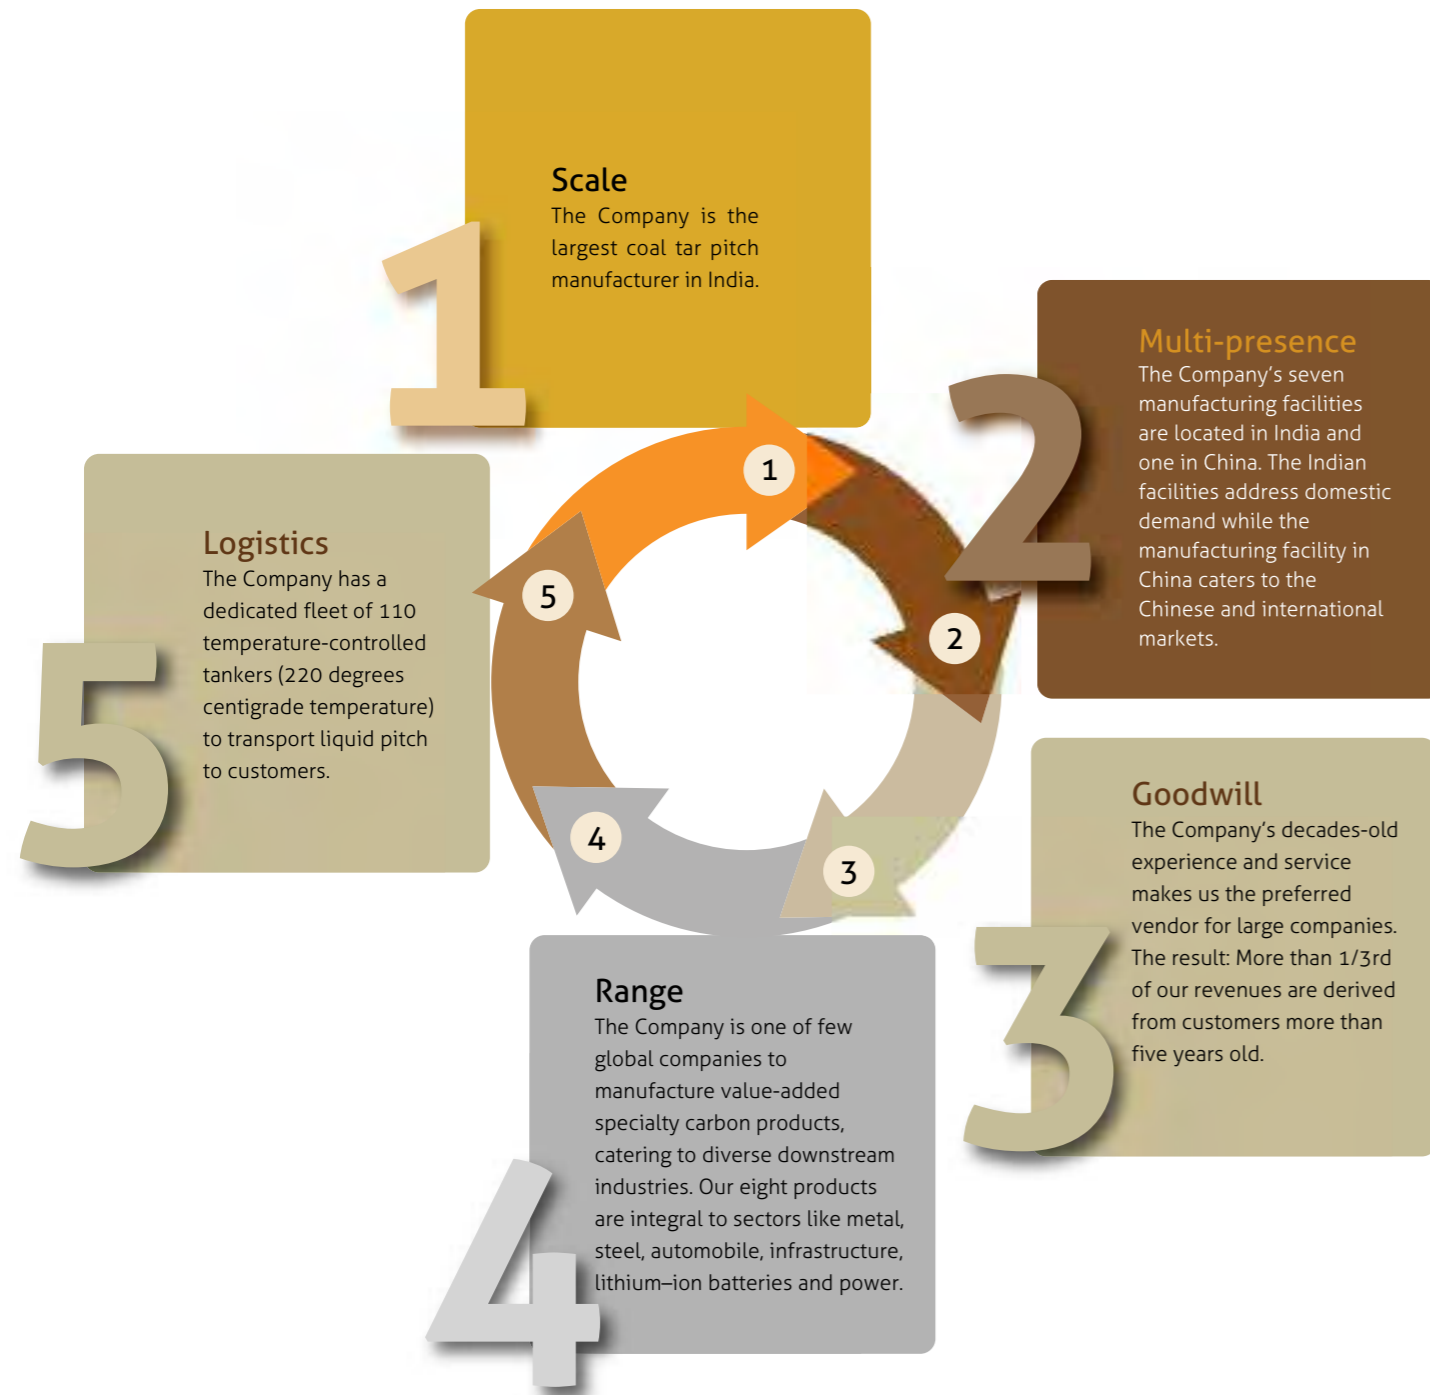 1
Scale
The Company is the
largest coal tar pitch
manufacturer in India.
2
Multi-presence
The Company's seven
manufacturing facilities
are located in India and
one in China. The Indian
facilities address domestic
demand while the
manufacturing facility in
China caters to the
Chinese and international
markets.
3
Goodwill
The Company's decades-old
experience and service
makes us the preferred
vendor for large companies.
The result: More than 1/3rd
of our revenues are derived
from customers more than
five years old.
4
Range
The Company is one of few
global companies to
manufacture value-added
specialty carbon products,
catering to diverse downstream
industries. Our eight products
are integral to sectors like metal,
steel, automobile, infrastructure,
lithium–ion batteries and power.
5
Logistics
The Company has a
dedicated fleet of 110
temperature-controlled
tankers (220 degrees
centigrade temperature)
to transport liquid pitch
to customers.
1
2
3
4
5